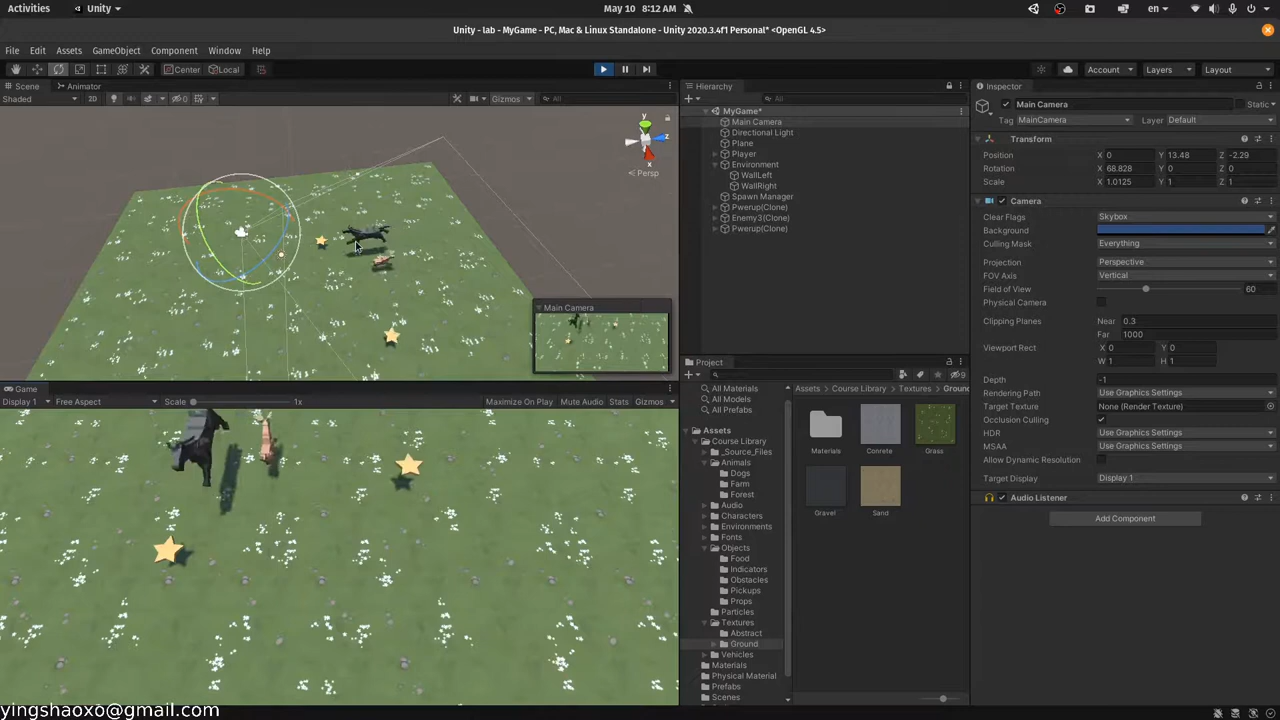 Activities
Unity
May 10 8:12 AM
en
Unity - lab - MyGame - PC, Mac & Linux Standalone - Unity 2020.3.4f1 Personal* <OpenGL 4.5>
File Edit Assets GameObject Component Window Help
Center Local
Account Layers Layout
Scene Animator
Shaded 2D 0 Gizmos All
y
z
x
Persp
Main Camera
Game
Display 1 Free Aspect Scale 1x Maximize On Play Mute Audio Stats Gizmos
Hierarchy
All
MyGame*
Main Camera
Directional Light
Plane
Player
Environment
WallLeft
WallRight
Spawn Manager
Pwerup(Clone)
Enemy3(Clone)
Pwerup(Clone)
Project
9
All Materials
All Models
All Prefabs
Assets
Course Library
_Source_Files
Animals
Dogs
Farm
Forest
Audio
Characters
Environments
Fonts
Objects
Food
Indicators
Obstacles
Pickups
Props
Particles
Textures
Abstract
Ground
Vehicles
Materials
Physical Material
Prefabs
Scenes
Assets Course Library Textures Ground
Materials Conrete Grass
Gravel Sand
Inspector
Main Camera Static
Tag MainCamera Layer Default
Transform
Position X 0 Y 13.48 Z -2.29
Rotation X 68.828 Y 0 Z 0
Scale X 1.0125 Y 1 Z 1
Camera
Clear Flags Skybox
Background
Culling Mask Everything
Projection Perspective
FOV Axis Vertical
Field of View 60
Physical Camera
Clipping Planes Near 0.3
Far 1000
Viewport Rect X 0 Y 0
W 1 H 1
Depth -1
Rendering Path Use Graphics Settings
Target Texture None (Render Texture)
Occlusion Culling
HDR Use Graphics Settings
MSAA Use Graphics Settings
Allow Dynamic Resolution
Target Display Display 1
Audio Listener
Add Component
yingshaoxo@gmail.com